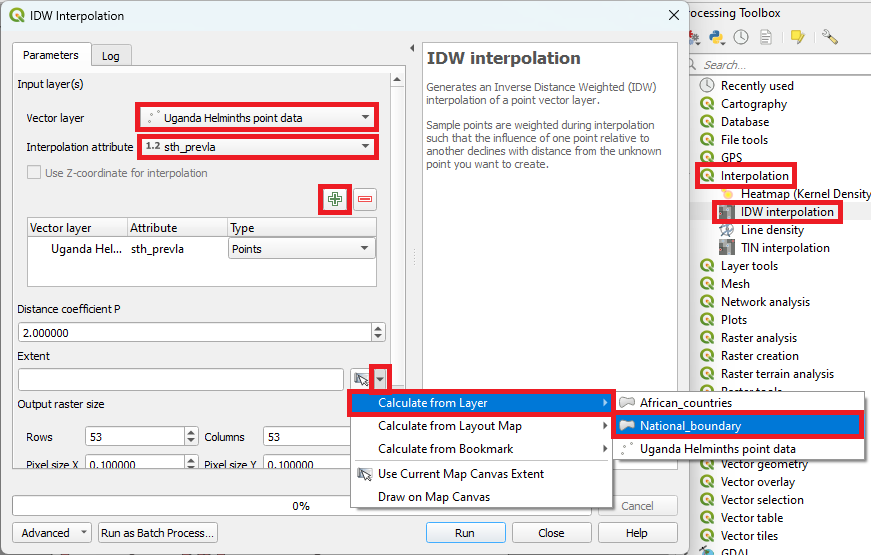 IDW Interpolation
Parameters
Log
Input layer(s)
Vector layer
Uganda Helminths point data
Interpolation attribute
1.2 sth_prevla
Use Z-coordinate for interpolation
Vector layer Attribute Type
Uganda Hel... sth_prevla Points
Distance coefficient P
2.000000
Extent
Output raster size
Rows 53 Columns 53
Pixel size X 0.100000 Pixel size Y 0.100000
0%
Cancel
Advanced
Run as Batch Process...
Run
Close
Help
IDW interpolation
Generates an Inverse Distance Weighted (IDW)
interpolation of a point vector layer.
Sample points are weighted during interpolation
such that the influence of one point relative to
another declines with distance from the unknown
point you want to create.
Calculate from Layer
Calculate from Layout Map
Calculate from Bookmark
Use Current Map Canvas Extent
Draw on Map Canvas
African_countries
National_boundary
Uganda Helminths point data
rocessing Toolbox
Search...
Recently used
Cartography
Database
File tools
GPS
Interpolation
Heatmap (Kernel Density
IDW interpolation
Line density
TIN interpolation
Layer tools
Mesh
Network analysis
Plots
Raster analysis
Raster creation
Raster terrain analysis
Raster tools
Vector geometry
Vector overlay
Vector selection
Vector table
Vector tiles
GDAL